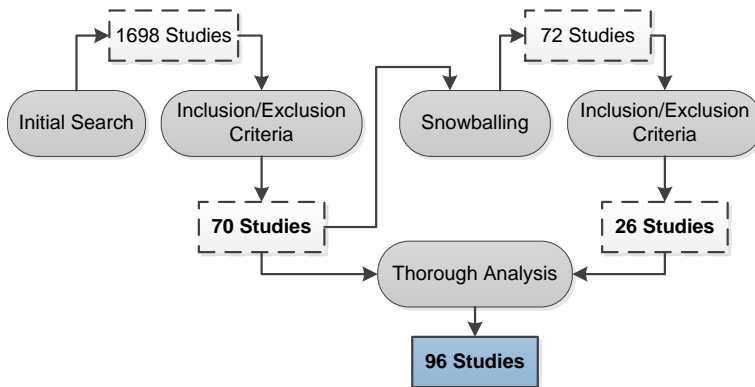 1698 Studies
72 Studies
Initial Search
Inclusion/Exclusion
Criteria
Snowballing
Inclusion/Exclusion
Criteria
70 Studies
26 Studies
Thorough Analysis
96 Studies